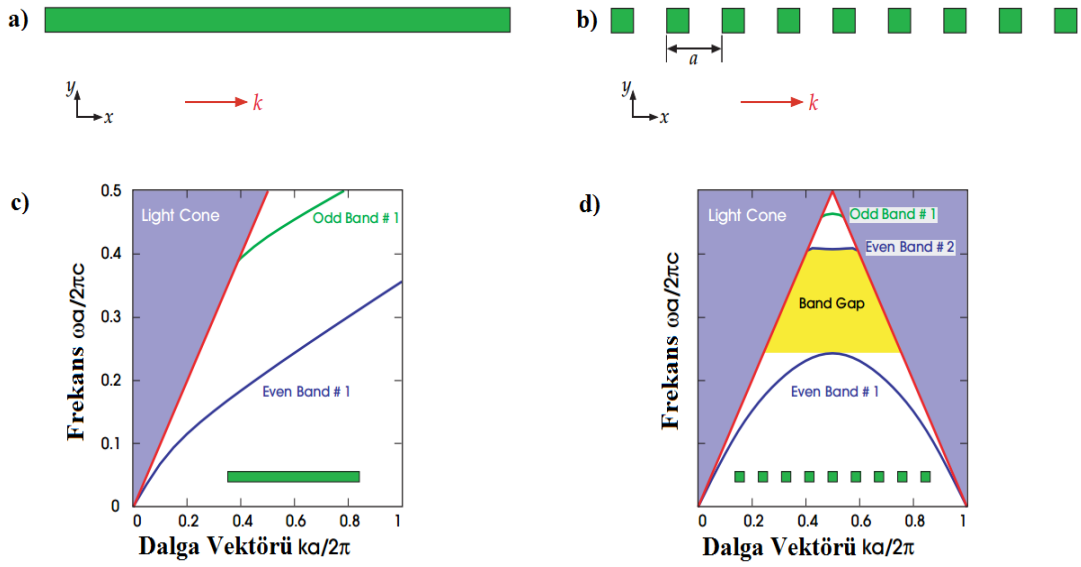 a)
y
x
k
b)
a
y
x
k
c)
Frekans ωa/2πc
0.5
0.4
0.3
0.2
0.1
0
Light Cone
Odd Band # 1
Even Band # 1
0 0.2 0.4 0.6 0.8 1
Dalga Vektörü ka/2π
d)
Frekans ωa/2πc
Light Cone
Odd Band # 1
Even Band # 2
Band Gap
Even Band # 1
0 0.2 0.4 0.6 0.8 1
Dalga Vektörü ka/2π